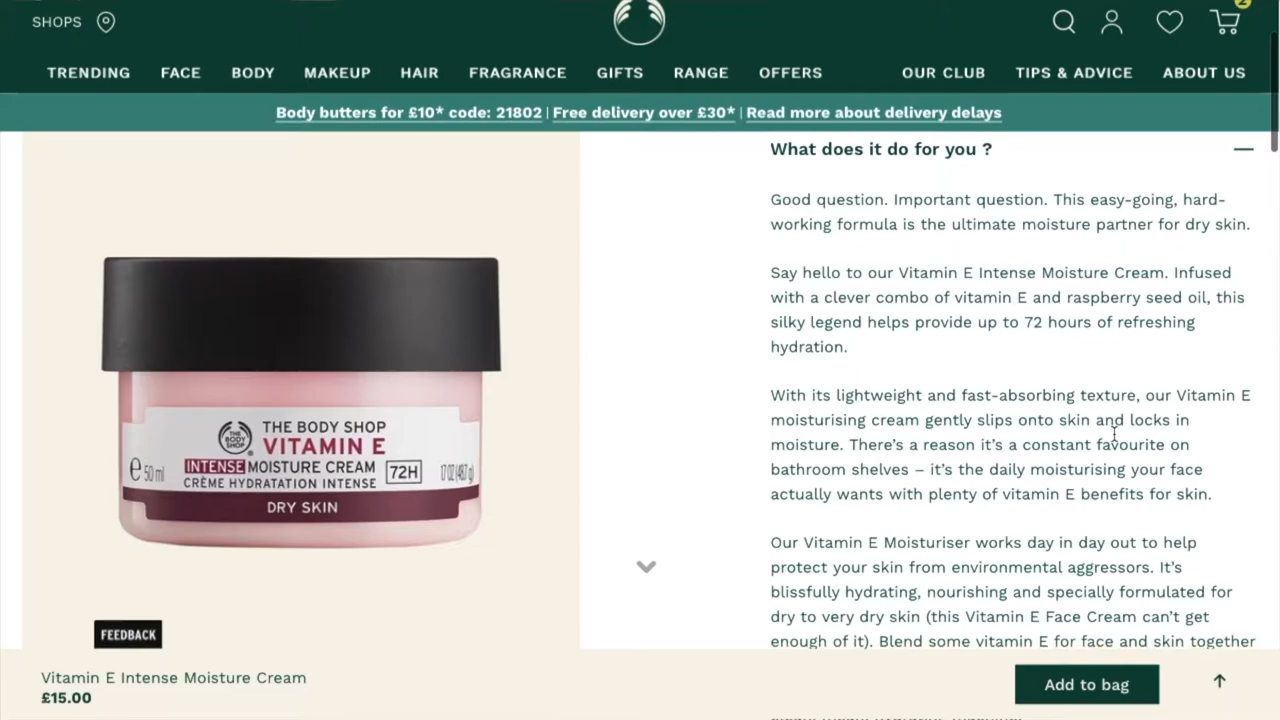 SHOPS
2
TRENDING FACE BODY MAKEUP HAIR FRAGRANCE GIFTS RANGE OFFERS OUR CLUB TIPS & ADVICE ABOUT US
Body butters for £10* code: 21802 | Free delivery over £30* | Read more about delivery delays
What does it do for you ?
Good question. Important question. This easy-going, hard-
working formula is the ultimate moisture partner for dry skin.
Say hello to our Vitamin E Intense Moisture Cream. Infused
with a clever combo of vitamin E and raspberry seed oil, this
silky legend helps provide up to 72 hours of refreshing
hydration.
With its lightweight and fast-absorbing texture, our Vitamin E
moisturising cream gently slips onto skin and locks in
moisture. There's a reason it's a constant favourite on
bathroom shelves – it's the daily moisturising your face
actually wants with plenty of vitamin E benefits for skin.
Our Vitamin E Moisturiser works day in day out to help
protect your skin from environmental aggressors. It's
blissfully hydrating, nourishing and specially formulated for
dry to very dry skin (this Vitamin E Face Cream can't get
enough of it). Blend some vitamin E for face and skin together
THE BODY SHOP
THE BODY SHOP
VITAMIN E
INTENSE MOISTURE CREAM
CRÈME HYDRATATION INTENSE
72H
e 50 ml
DRY SKIN
FEEDBACK
Vitamin E Intense Moisture Cream
£15.00
Add to bag